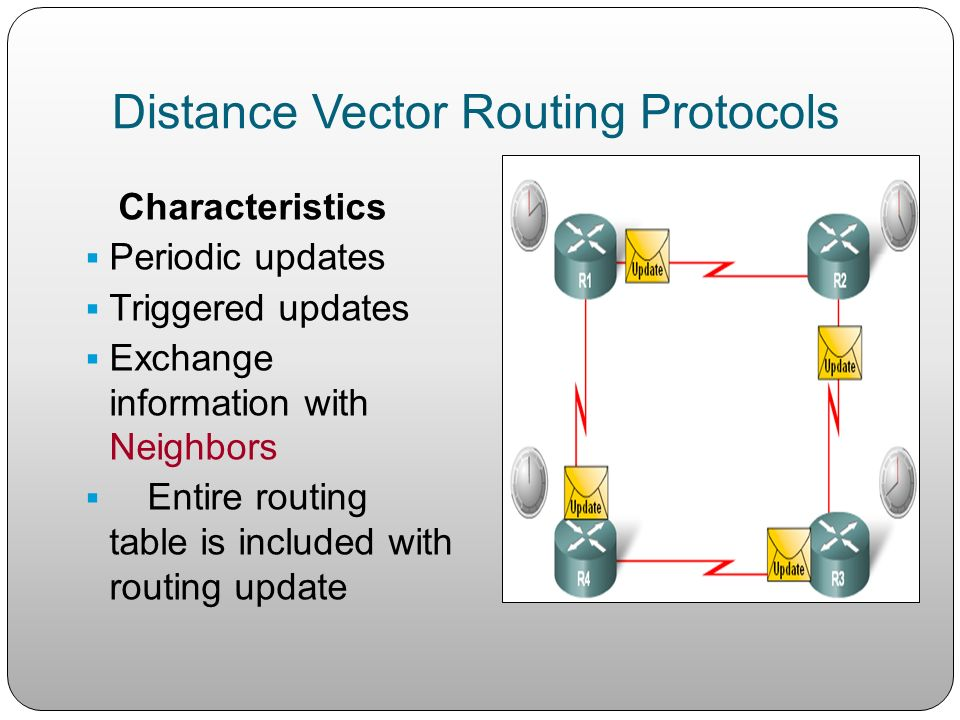 Distance Vector Routing Protocols
Characteristics
▪ Periodic updates
▪ Triggered updates
▪ Exchange
information with
Neighbors
▪ Entire routing
table is included with
routing update
R1
Update
R2
Update
Update
R4
Update
R3